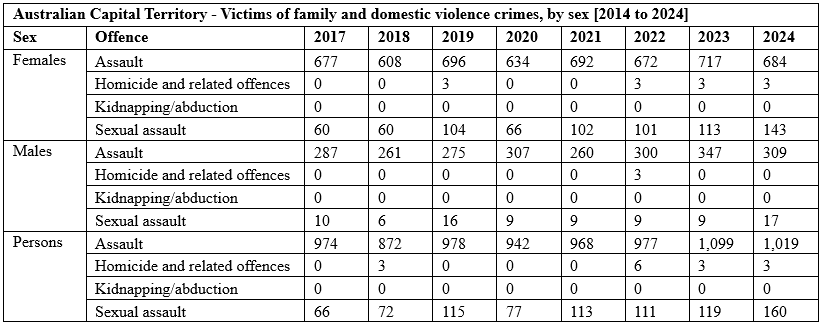 Australian Capital Territory - Victims of family and domestic violence crimes, by sex [2014 to 2024]
Sex Offence 2017 2018 2019 2020 2021 2022 2023 2024
Females Assault 677 608 696 634 692 672 717 684
Homicide and related offences 0 0 3 0 0 3 3 3
Kidnapping/abduction 0 0 0 0 0 0 0 0
Sexual assault 60 60 104 66 102 101 113 143
Males Assault 287 261 275 307 260 300 347 309
Homicide and related offences 0 0 0 0 0 3 0 0
Kidnapping/abduction 0 0 0 0 0 0 0 0
Sexual assault 10 6 16 9 9 9 9 17
Persons Assault 974 872 978 942 968 977 1,099 1,019
Homicide and related offences 0 3 0 0 0 6 3 3
Kidnapping/abduction 0 0 0 0 0 0 0 0
Sexual assault 66 72 115 77 113 111 119 160